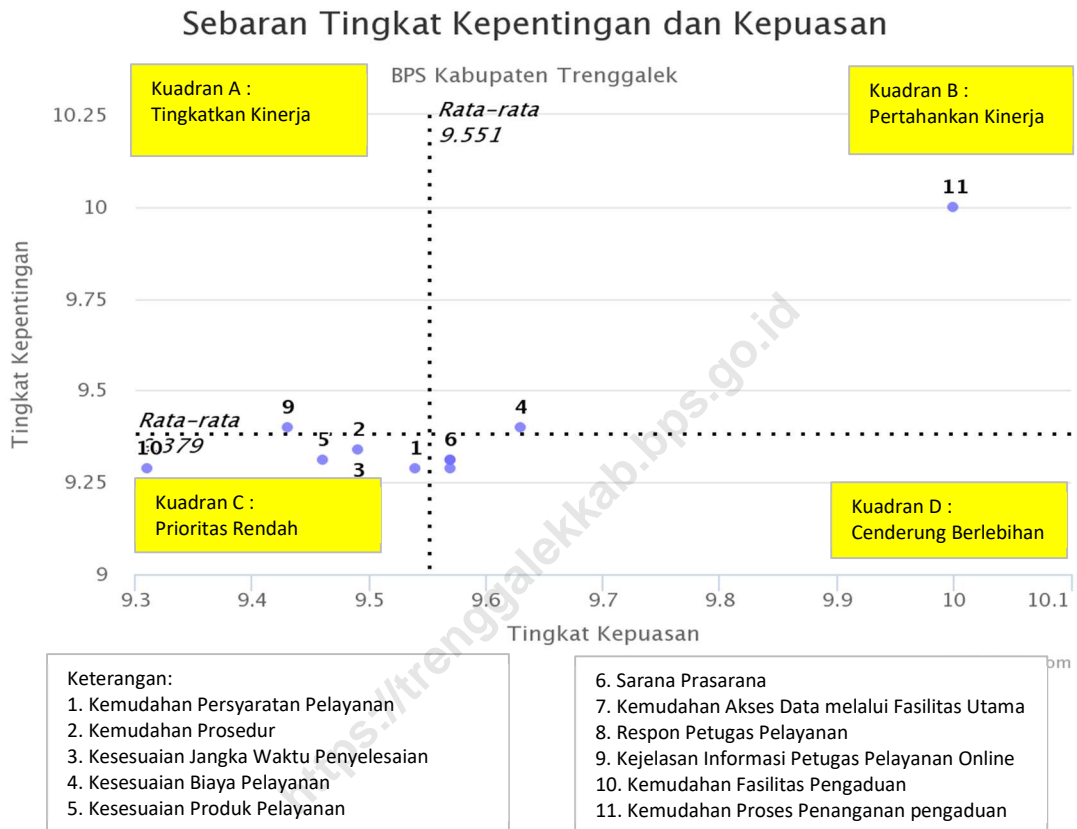 Sebaran Tingkat Kepentingan dan Kepuasan
BPS Kabupaten Trenggalek
Kuadran A :
Tingkatkan Kinerja
Kuadran B :
Pertahankan Kinerja
Rata-rata
9.551
10.25
10
9.75
9.5
9.25
9
Tingkat Kepentingan
11
9
4
Rata-rata
10
5
2
3
1
6
Kuadran C :
Prioritas Rendah
Kuadran D :
Cenderung Berlebihan
9.3 9.4 9.5 9.6 9.7 9.8 9.9 10 10.1
Tingkat Kepuasan
om
Keterangan:
1. Kemudahan Persyaratan Pelayanan
2. Kemudahan Prosedur
3. Kesesuaian Jangka Waktu Penyelesaian
4. Kesesuaian Biaya Pelayanan
5. Kesesuaian Produk Pelayanan
6. Sarana Prasarana
7. Kemudahan Akses Data melalui Fasilitas Utama
8. Respon Petugas Pelayanan
9. Kejelasan Informasi Petugas Pelayanan Online
10. Kemudahan Fasilitas Pengaduan
11. Kemudahan Proses Penanganan pengaduan
https://trenggalekkab.bps.go.id